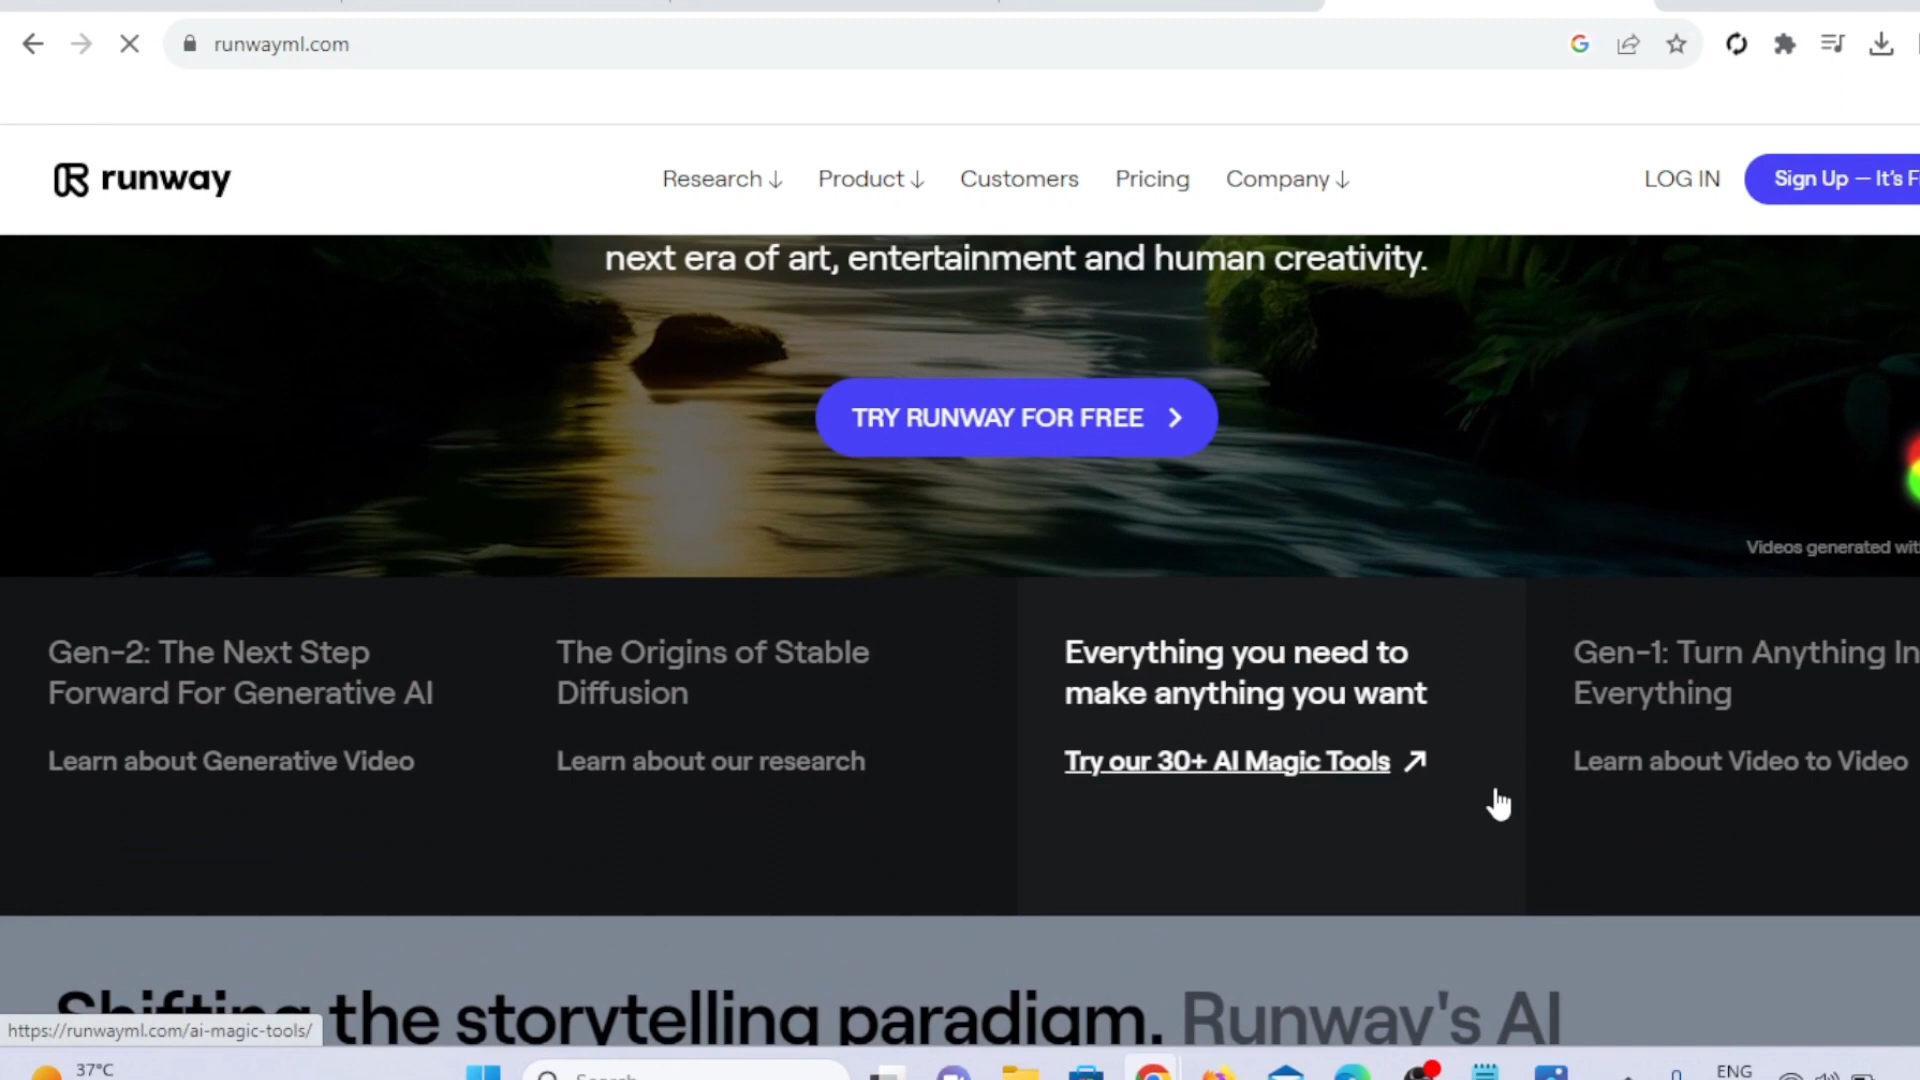 runwayml.com
runway
Research ↓ Product ↓ Customers Pricing Company ↓ LOG IN Sign Up — It's F
next era of art, entertainment and human creativity.
TRY RUNWAY FOR FREE
Videos generated wit
Gen-2: The Next Step
Forward For Generative AI
Learn about Generative Video
The Origins of Stable
Diffusion
Learn about our research
Everything you need to
make anything you want
Try our 30+ AI Magic Tools ↗
Gen-1: Turn Anything In
Everything
Learn about Video to Video
Shifting the storytelling paradigm. Runway's AI
https://runwayml.com/ai-magic-tools/
37°C
Search
ENG